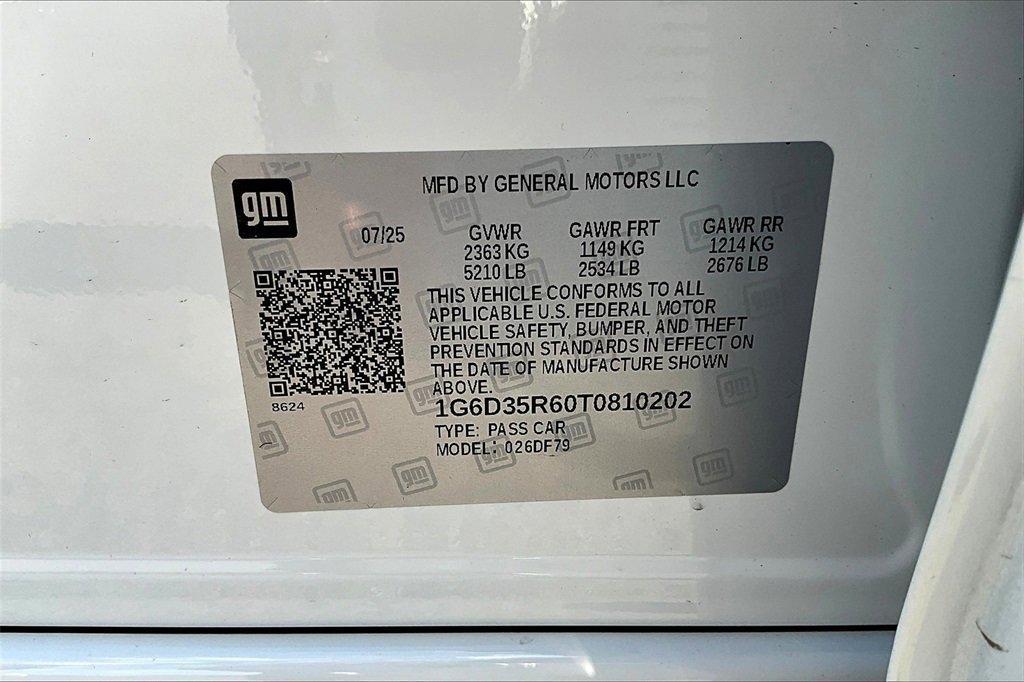 gm
MFD BY GENERAL MOTORS LLC
07/25
GVWR GAWR FRT GAWR RR
2363 KG 1149 KG 1214 KG
5210 LB 2534 LB 2676 LB
THIS VEHICLE CONFORMS TO ALL
APPLICABLE U.S. FEDERAL MOTOR
VEHICLE SAFETY, BUMPER, AND THEFT
PREVENTION STANDARDS IN EFFECT ON
THE DATE OF MANUFACTURE SHOWN
ABOVE.
8624
1G6D35R60T0810202
TYPE: PASS CAR
MODEL: 026DF79